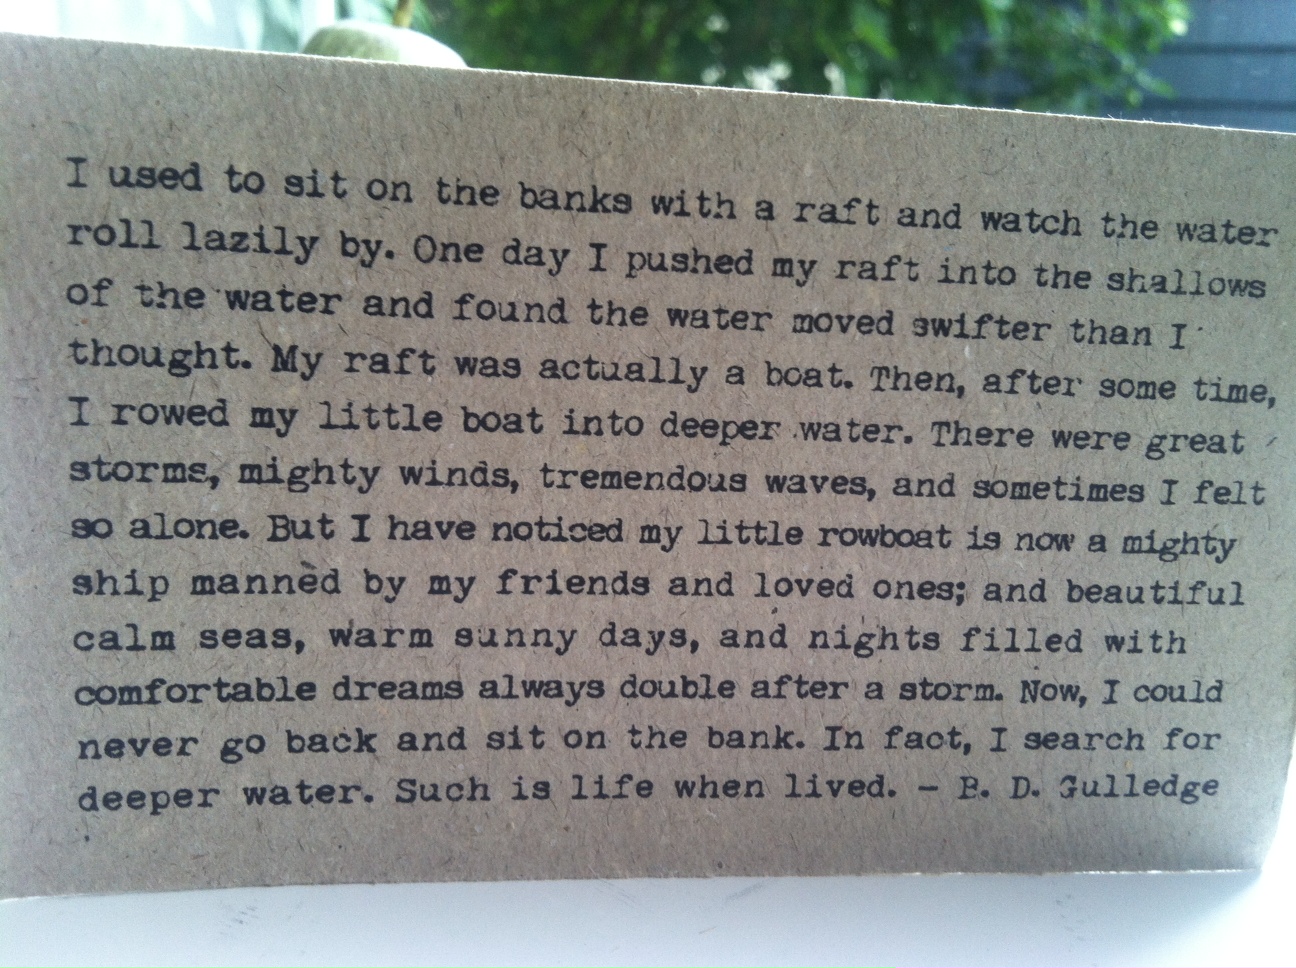 I used to sit on the banks with a raft and watch the water
roll lazily by. One day I pushed my raft into the shallows
of the water and found the water moved swifter than I
thought. My raft was actually a boat. Then, after some time,
I rowed my little boat into deeper water. There were great
storms, mighty winds, tremendous waves, and sometimes I felt
so alone. But I have noticed my little rowboat is now a mighty
ship manned by my friends and loved ones; and beautiful
calm seas, warm sunny days, and nights filled with
comfortable dreams always double after a storm. Now, I could
never go back and sit on the bank. In fact, I search for
deeper water. Such is life when lived. – B. D. Gulledge